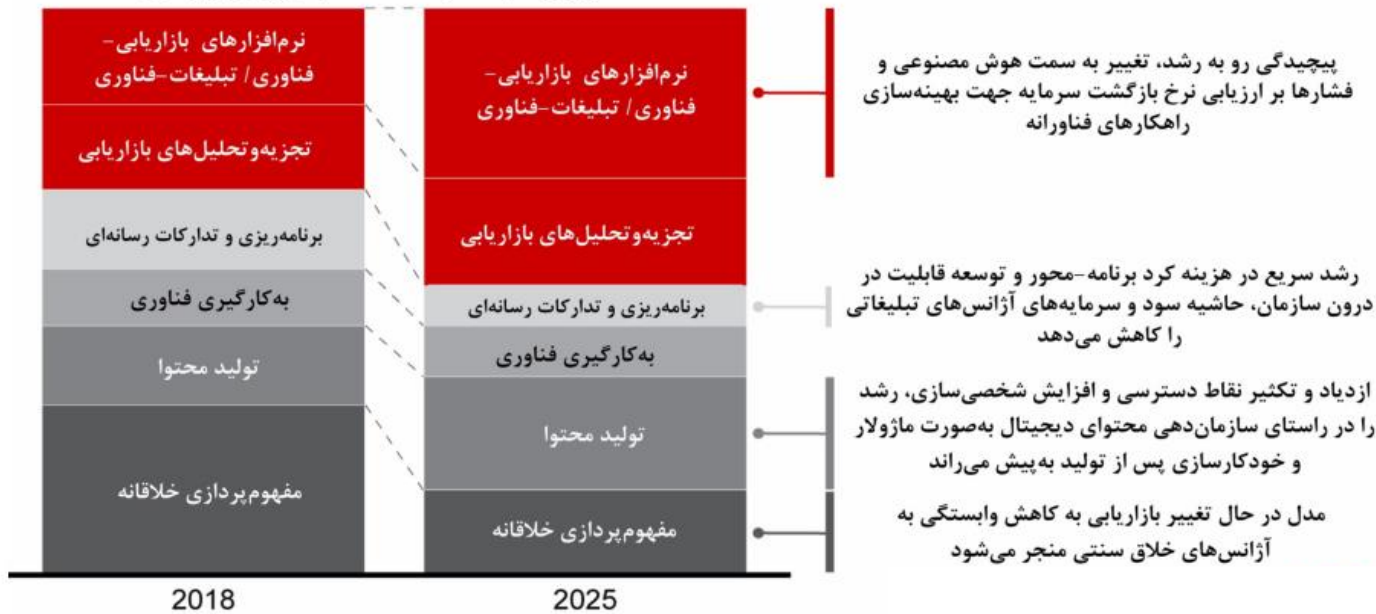 نرم‌افزارهای بازاریابی-
فناوری/ تبلیغات-فناوری
تجزیه‌وتحلیل‌های بازاریابی
برنامه‌ریزی و تدارکات رسانه‌ای
به‌کارگیری فناوری
تولید محتوا
مفهوم‌پردازی خلاقانه
2018
نرم‌افزارهای بازاریابی-
فناوری/ تبلیغات-فناوری
تجزیه‌وتحلیل‌های بازاریابی
برنامه‌ریزی و تدارکات رسانه‌ای
به‌کارگیری فناوری
تولید محتوا
مفهوم‌پردازی خلاقانه
2025
پیچیدگی رو به رشد، تغییر به سمت هوش مصنوعی و
فشارها بر ارزیابی نرخ بازگشت سرمایه جهت بهینه‌سازی
راهکارهای فناورانه
رشد سریع در هزینه کرد برنامه-محور و توسعه قابلیت در
درون سازمان، حاشیه سود و سرمایه‌های آژانس‌های تبلیغاتی
را کاهش می‌دهد
ازدیاد و تکثیر نقاط دسترسی و افزایش شخصی‌سازی، رشد
را در راستای سازمان‌دهی محتوای دیجیتال به‌صورت ماژولار
و خودکارسازی پس از تولید به‌پیش می‌راند
مدل در حال تغییر بازاریابی به کاهش وابستگی به
آژانس‌های خلاق سنتی منجر می‌شود